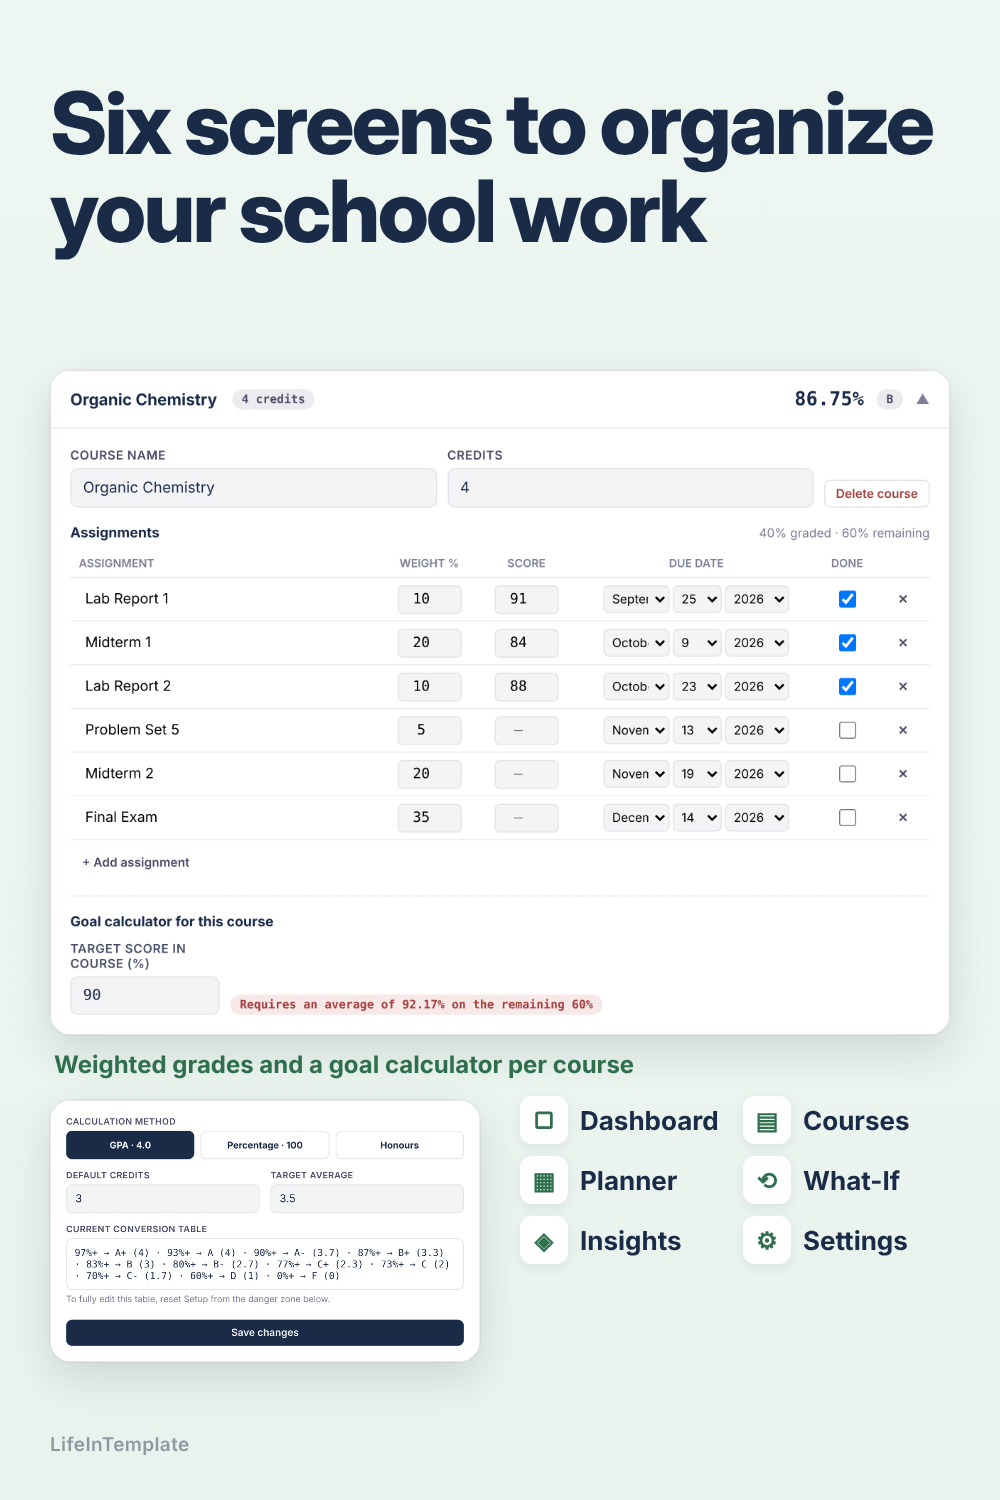 Six screens to organize
your school work
Organic Chemistry 4 credits 86.75% B ▲
COURSE NAME CREDITS
Organic Chemistry 4 Delete course
Assignments 40% graded · 60% remaining
ASSIGNMENT WEIGHT % SCORE DUE DATE DONE
Lab Report 1 10 91 Septer 25 2026 ×
Midterm 1 20 84 Octob 9 2026 ×
Lab Report 2 10 88 Octob 23 2026 ×
Problem Set 5 5 – Noven 13 2026 ×
Midterm 2 20 – Noven 19 2026 ×
Final Exam 35 – Decen 14 2026 ×
+ Add assignment
Goal calculator for this course
TARGET SCORE IN
COURSE (%)
90 Requires an average of 92.17% on the remaining 60%
Weighted grades and a goal calculator per course
CALCULATION METHOD
GPA · 4.0 Percentage · 100 Honours
DEFAULT CREDITS TARGET AVERAGE
3 3.5
CURRENT CONVERSION TABLE
97%+ → A+ (4) · 93%+ → A (4) · 90%+ → A- (3.7) · 87%+ → B+ (3.3)
· 83%+ → B (3) · 80%+ → B- (2.7) · 77%+ → C+ (2.3) · 73%+ → C (2)
· 70%+ → C- (1.7) · 60%+ → D (1) · 0%+ → F (0)
To fully edit this table, reset Setup from the danger zone below.
Save changes
Dashboard Courses
Planner What-If
Insights Settings
LifeInTemplate